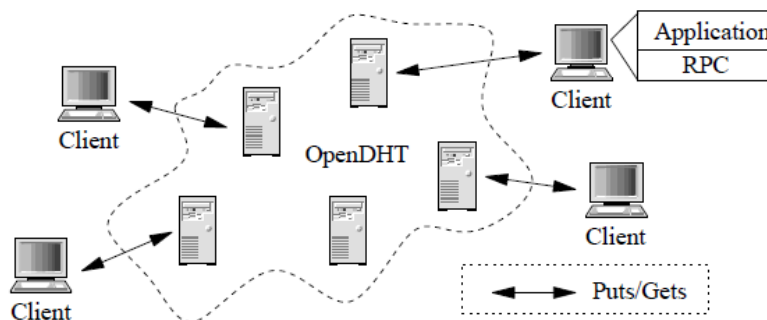 Application
RPC
Client
Client
OpenDHT
Client
Client
Puts/Gets